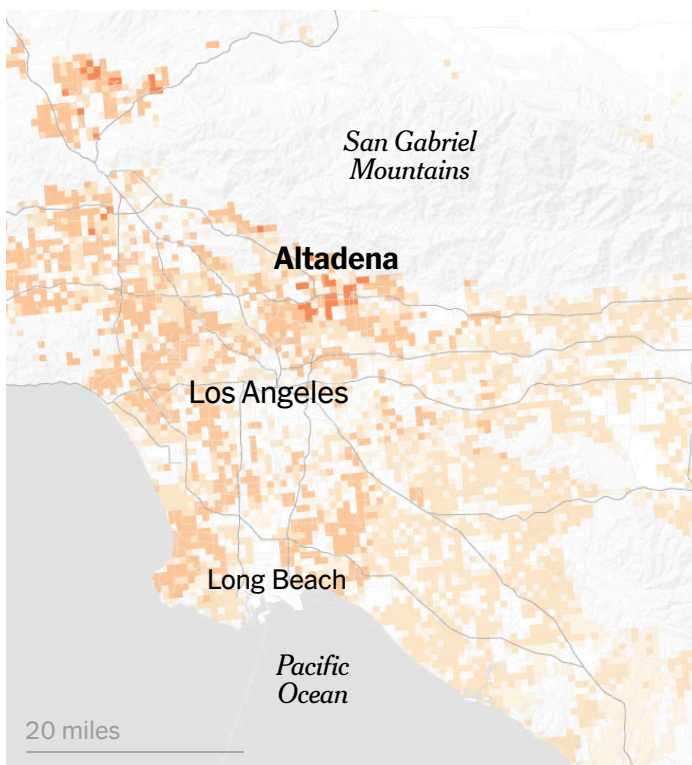 San Gabriel
Mountains
Altadena
Los Angeles
Long Beach
Pacific
Ocean
20 miles